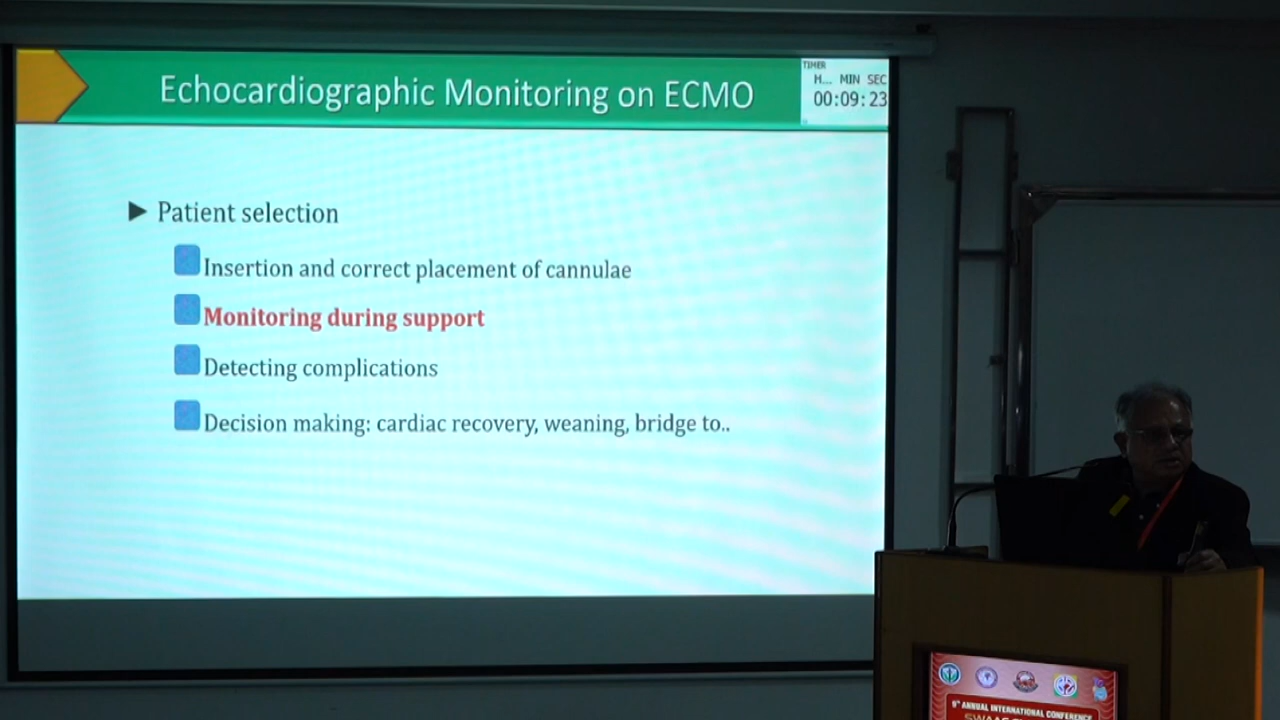 Echocardiographic Monitoring on ECMO
TIMER
H... MIN SEC
00:09:23
Patient selection
Insertion and correct placement of cannulae
Monitoring during support
Detecting complications
Decision making: cardiac recovery, weaning, bridge to..
9th ANNUAL INTERNATIONAL CONFERENCE